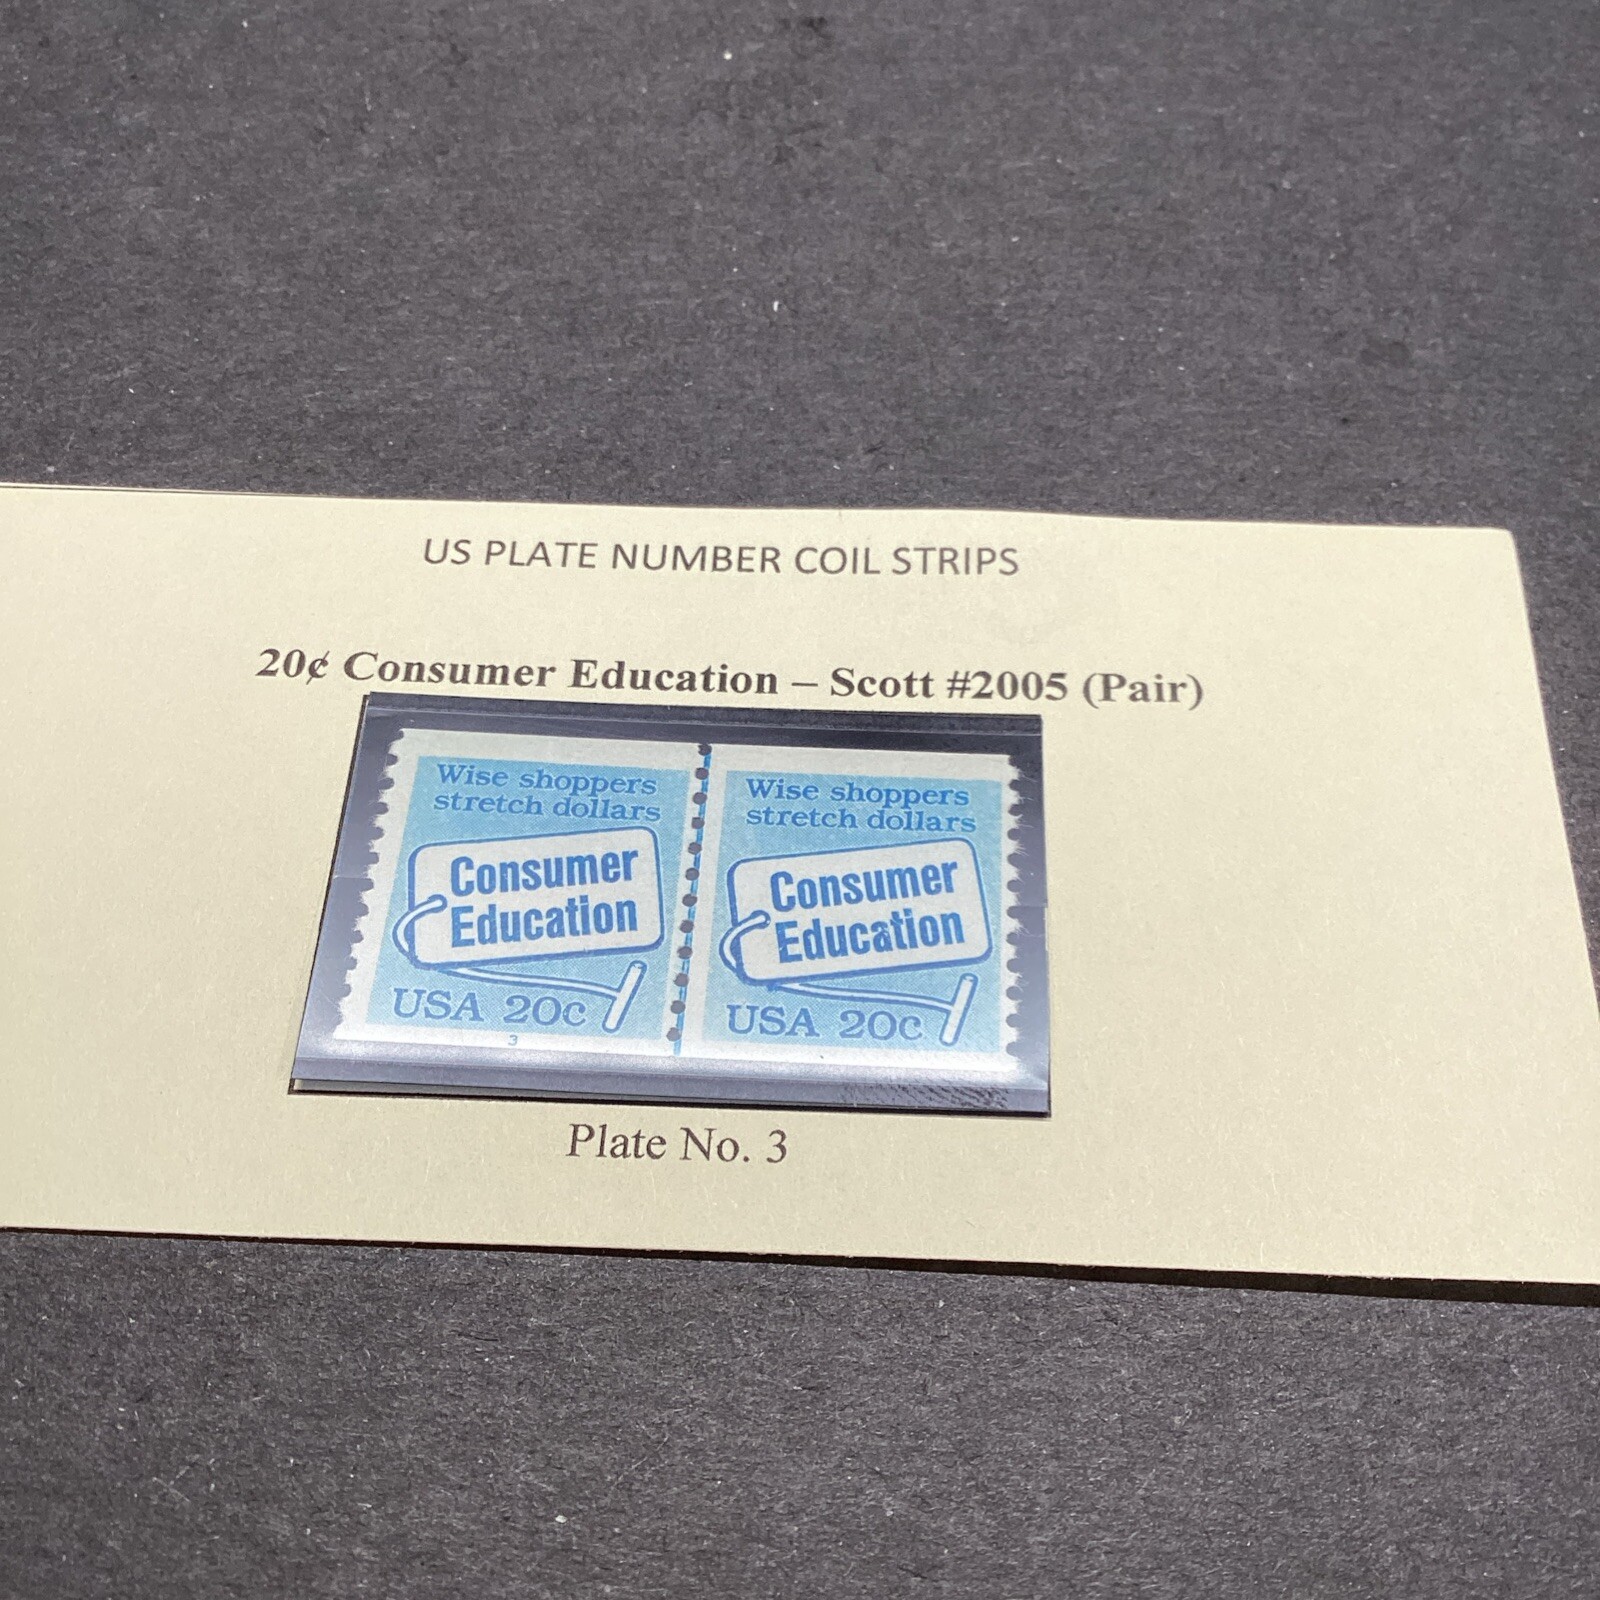 US PLATE NUMBER COIL STRIPS
20¢ Consumer Education – Scott #2005 (Pair)
Wise shoppers
stretch dollars
Consumer
Education
USA 20c
3
Wise shoppers
stretch dollars
Consumer
Education
USA 20c
Plate No. 3